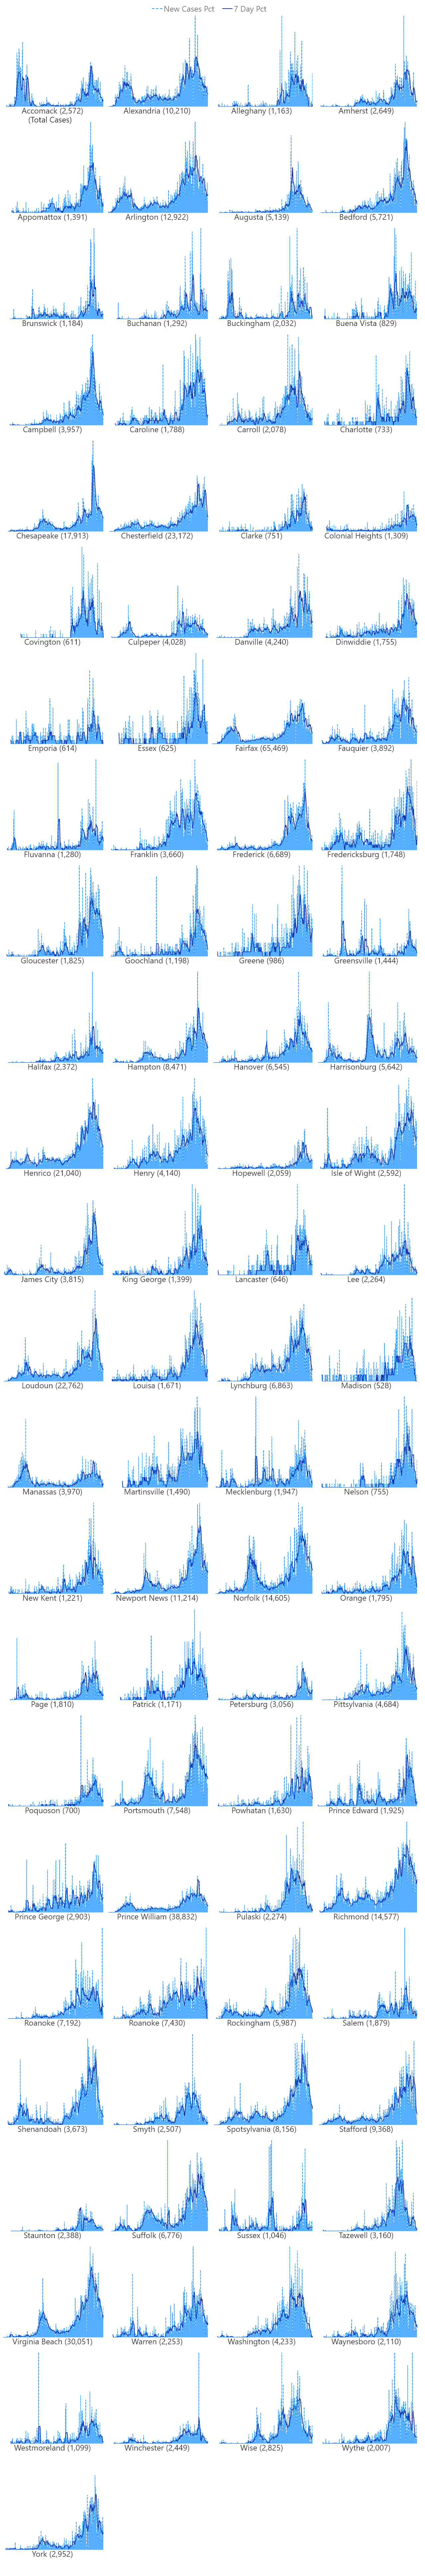 New Cases Pct 7 Day Pct
Accomack (2,572) Alexandria (10,210) Alleghany (1,163) Amherst (2,649)
(Total Cases)
Appomattox (1,391) Arlington (12,922) Augusta (5,139) Bedford (5,721)
Brunswick (1,184) Buchanan (1,292) Buckingham (2,032) Buena Vista (829)
Campbell (3,957) Caroline (1,788) Carroll (2,078) Charlotte (733)
Chesapeake (17,913) Chesterfield (23,172) Clarke (751) Colonial Heights (1,309)
Covington (611) Culpeper (4,028) Danville (4,240) Dinwiddie (1,755)
Emporia (614) Essex (625) Fairfax (65,469) Fauquier (3,892)
Fluvanna (1,280) Franklin (3,660) Frederick (6,689) Fredericksburg (1,748)
Gloucester (1,825) Goochland (1,198) Greene (986) Greensville (1,444)
Halifax (2,372) Hampton (8,471) Hanover (6,545) Harrisonburg (5,642)
Henrico (21,040) Henry (4,140) Hopewell (2,059) Isle of Wight (2,592)
James City (3,815) King George (1,399) Lancaster (646) Lee (2,264)
Loudoun (22,762) Louisa (1,671) Lynchburg (6,863) Madison (528)
Manassas (3,970) Martinsville (1,490) Mecklenburg (1,947) Nelson (755)
New Kent (1,221) Newport News (11,214) Norfolk (14,605) Orange (1,795)
Page (1,810) Patrick (1,171) Petersburg (3,056) Pittsylvania (4,684)
Poquoson (700) Portsmouth (7,548) Powhatan (1,630) Prince Edward (1,925)
Prince George (2,903) Prince William (38,832) Pulaski (2,274) Richmond (14,577)
Roanoke (7,192) Roanoke (7,430) Rockingham (5,987) Salem (1,879)
Shenandoah (3,673) Smyth (2,507) Spotsylvania (8,156) Stafford (9,368)
Staunton (2,388) Suffolk (6,776) Sussex (1,046) Tazewell (3,160)
Virginia Beach (30,051) Warren (2,253) Washington (4,233) Waynesboro (2,110)
Westmoreland (1,099) Winchester (2,449) Wise (2,825) Wythe (2,007)
York (2,952)